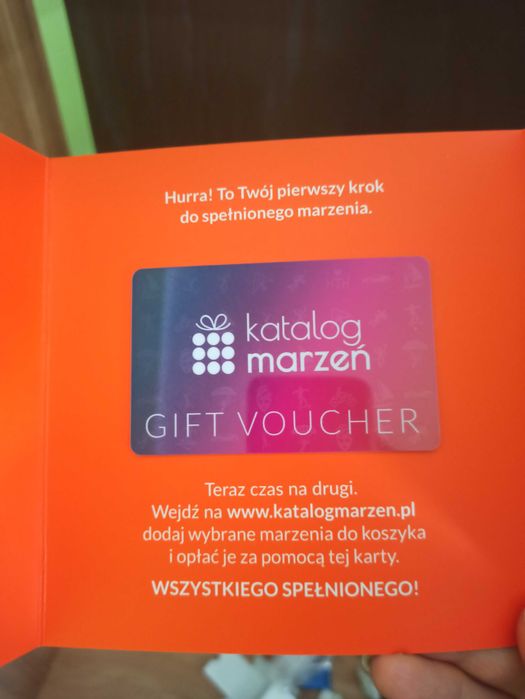 Hurra! To Twój pierwszy krok
do spełnionego marzenia.
katalog
marzeń
GIFT VOUCHER
Teraz czas na drugi.
Wejdź na www.katalogmarzen.pl
dodaj wybrane marzenia do koszyka
i opłać je za pomocą tej karty.
WSZYSTKIEGO SPEŁNIONEGO!